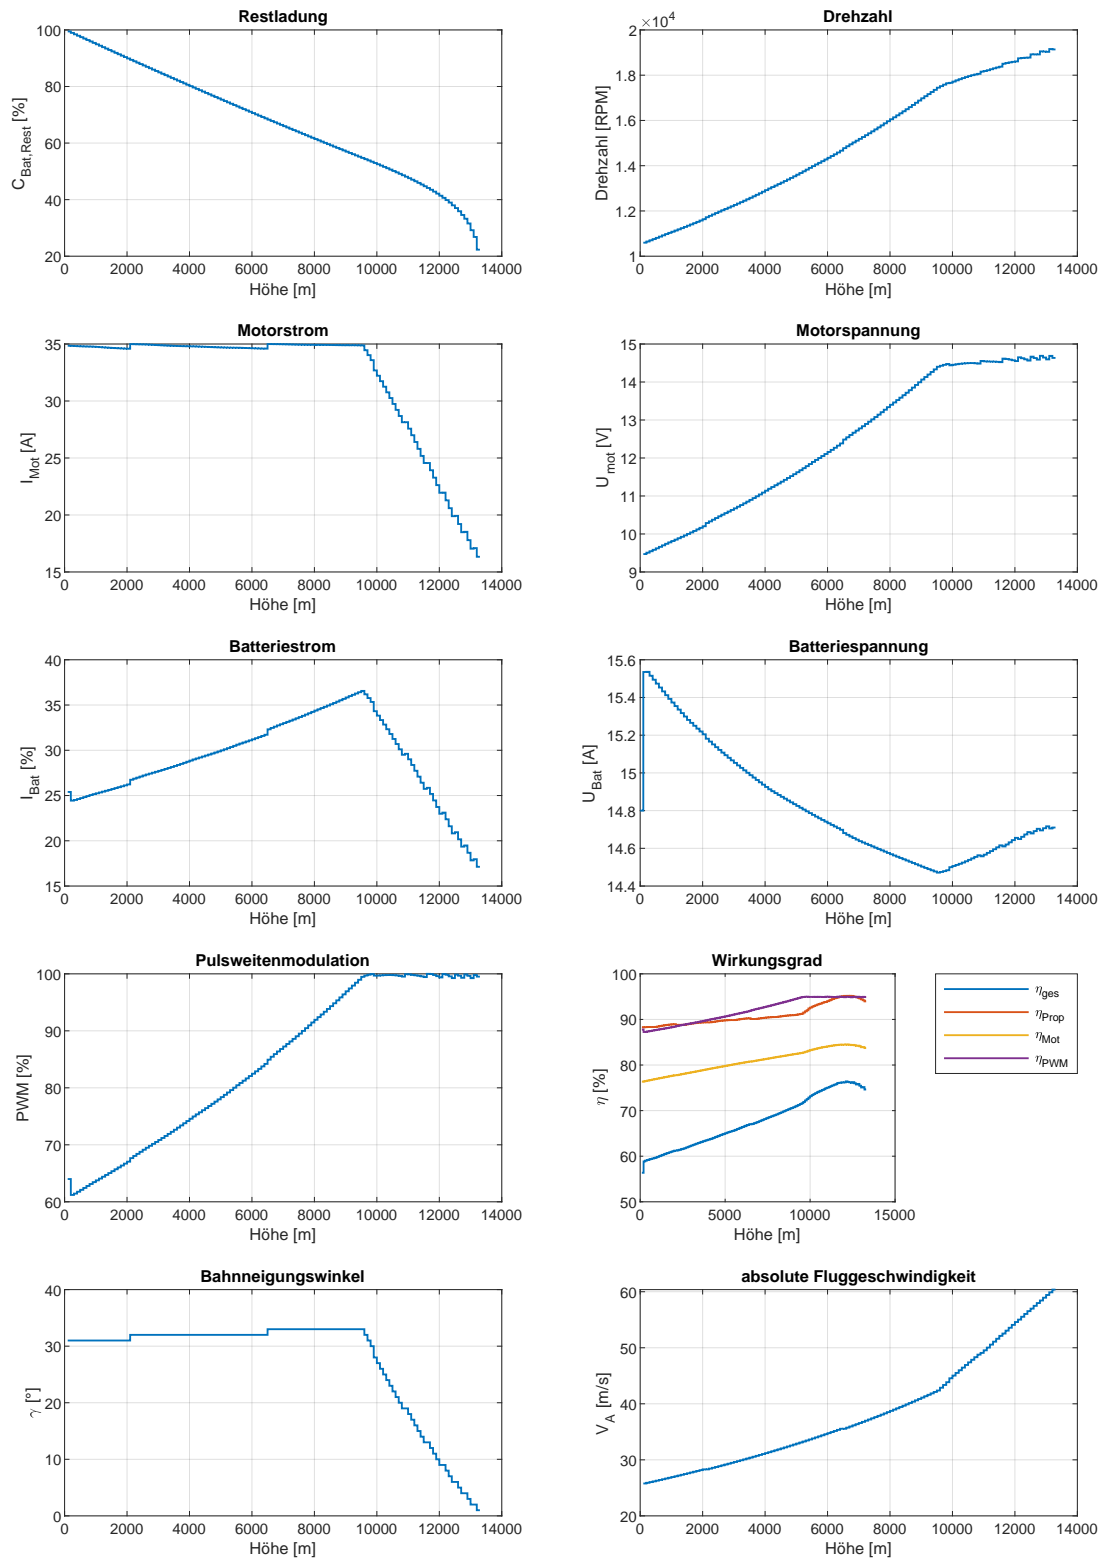 Restladung
C_Bat,Rest [%]
100
80
60
40
20
0 2000 4000 6000 8000 10000 12000 14000
Höhe [m]
Drehzahl
×10^4
Drehzahl [RPM]
2
1.8
1.6
1.4
1.2
1
0 2000 4000 6000 8000 10000 12000 14000
Höhe [m]
Motorstrom
I_Mot [A]
35
30
25
20
15
0 2000 4000 6000 8000 10000 12000 14000
Höhe [m]
Motorspannung
U_mot [V]
15
14
13
12
11
10
9
0 2000 4000 6000 8000 10000 12000 14000
Höhe [m]
Batteriestrom
I_Bat [%]
40
35
30
25
20
15
0 2000 4000 6000 8000 10000 12000 14000
Höhe [m]
Batteriespannung
U_Bat [A]
15.6
15.4
15.2
15
14.8
14.6
14.4
0 2000 4000 6000 8000 10000 12000 14000
Höhe [m]
Pulsweitenmodulation
PWM [%]
100
90
80
70
60
0 2000 4000 6000 8000 10000 12000 14000
Höhe [m]
Wirkungsgrad
η [%]
100
90
80
70
60
50
0 5000 10000 15000
Höhe [m]
η_ges
η_Prop
η_Mot
η_PWM
Bahnneigungswinkel
γ [°]
40
30
20
10
0
0 2000 4000 6000 8000 10000 12000 14000
Höhe [m]
absolute Fluggeschwindigkeit
V_A [m/s]
60
50
40
30
20
0 2000 4000 6000 8000 10000 12000 14000
Höhe [m]